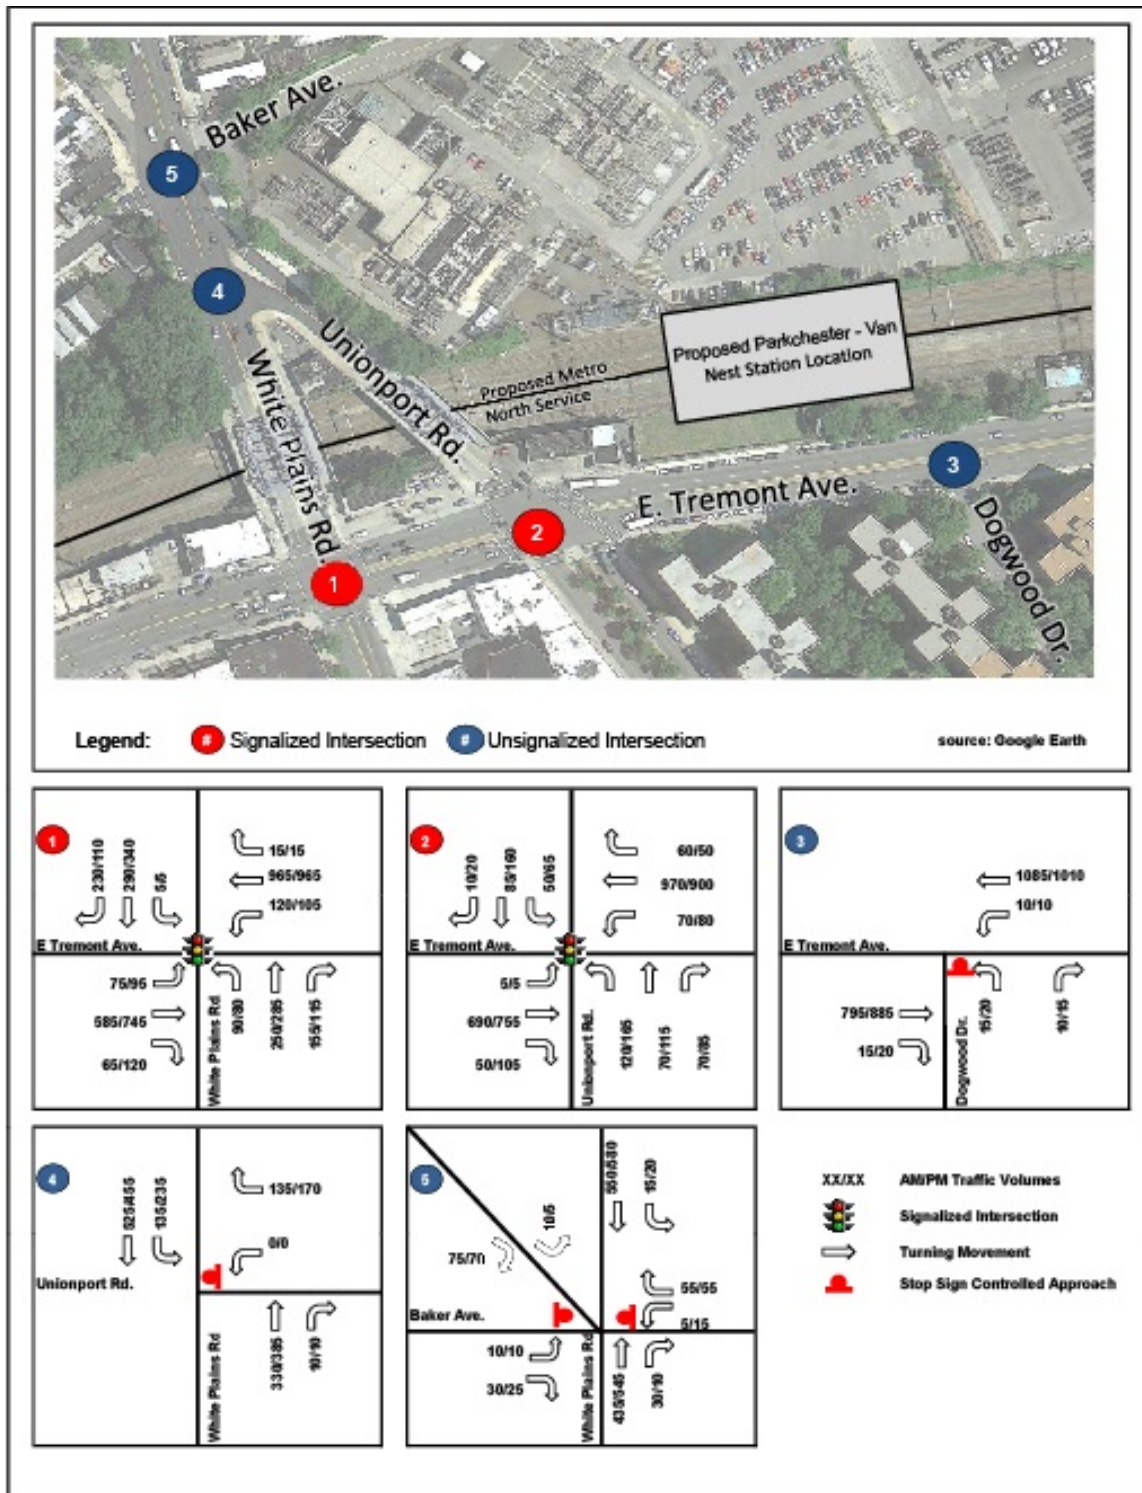 Baker Ave.
5
4
Unionport Rd.
White Plains Rd.
Proposed Metro
North Service
Proposed Parkchester - Van
Nest Station Location
3
E. Tremont Ave.
2
Dogwood Dr.
1
Legend:
# Signalized Intersection
# Unsignalized Intersection
source: Google Earth
1
230/110
290/340
5/5
15/15
965/965
120/105
E Tremont Ave.
75/95
585/745
65/120
White Plains Rd
90/80
250/285
155/115
2
10/20
85/160
50/65
60/50
970/900
70/80
E Tremont Ave.
5/5
690/755
50/105
Unionport Rd.
120/165
70/115
70/85
3
1085/1010
10/10
E Tremont Ave.
795/885
15/20
Dogwood Dr.
15/20
10/15
4
525/455
135/235
135/170
0/0
Unionport Rd.
White Plains Rd
330/385
10/10
5
550/580
15/20
10/5
75/70
55/55
5/15
Baker Ave.
10/10
30/25
White Plains Rd
435/545
30/10
XX/XX AM/PM Traffic Volumes
Signalized Intersection
Turning Movement
Stop Sign Controlled Approach